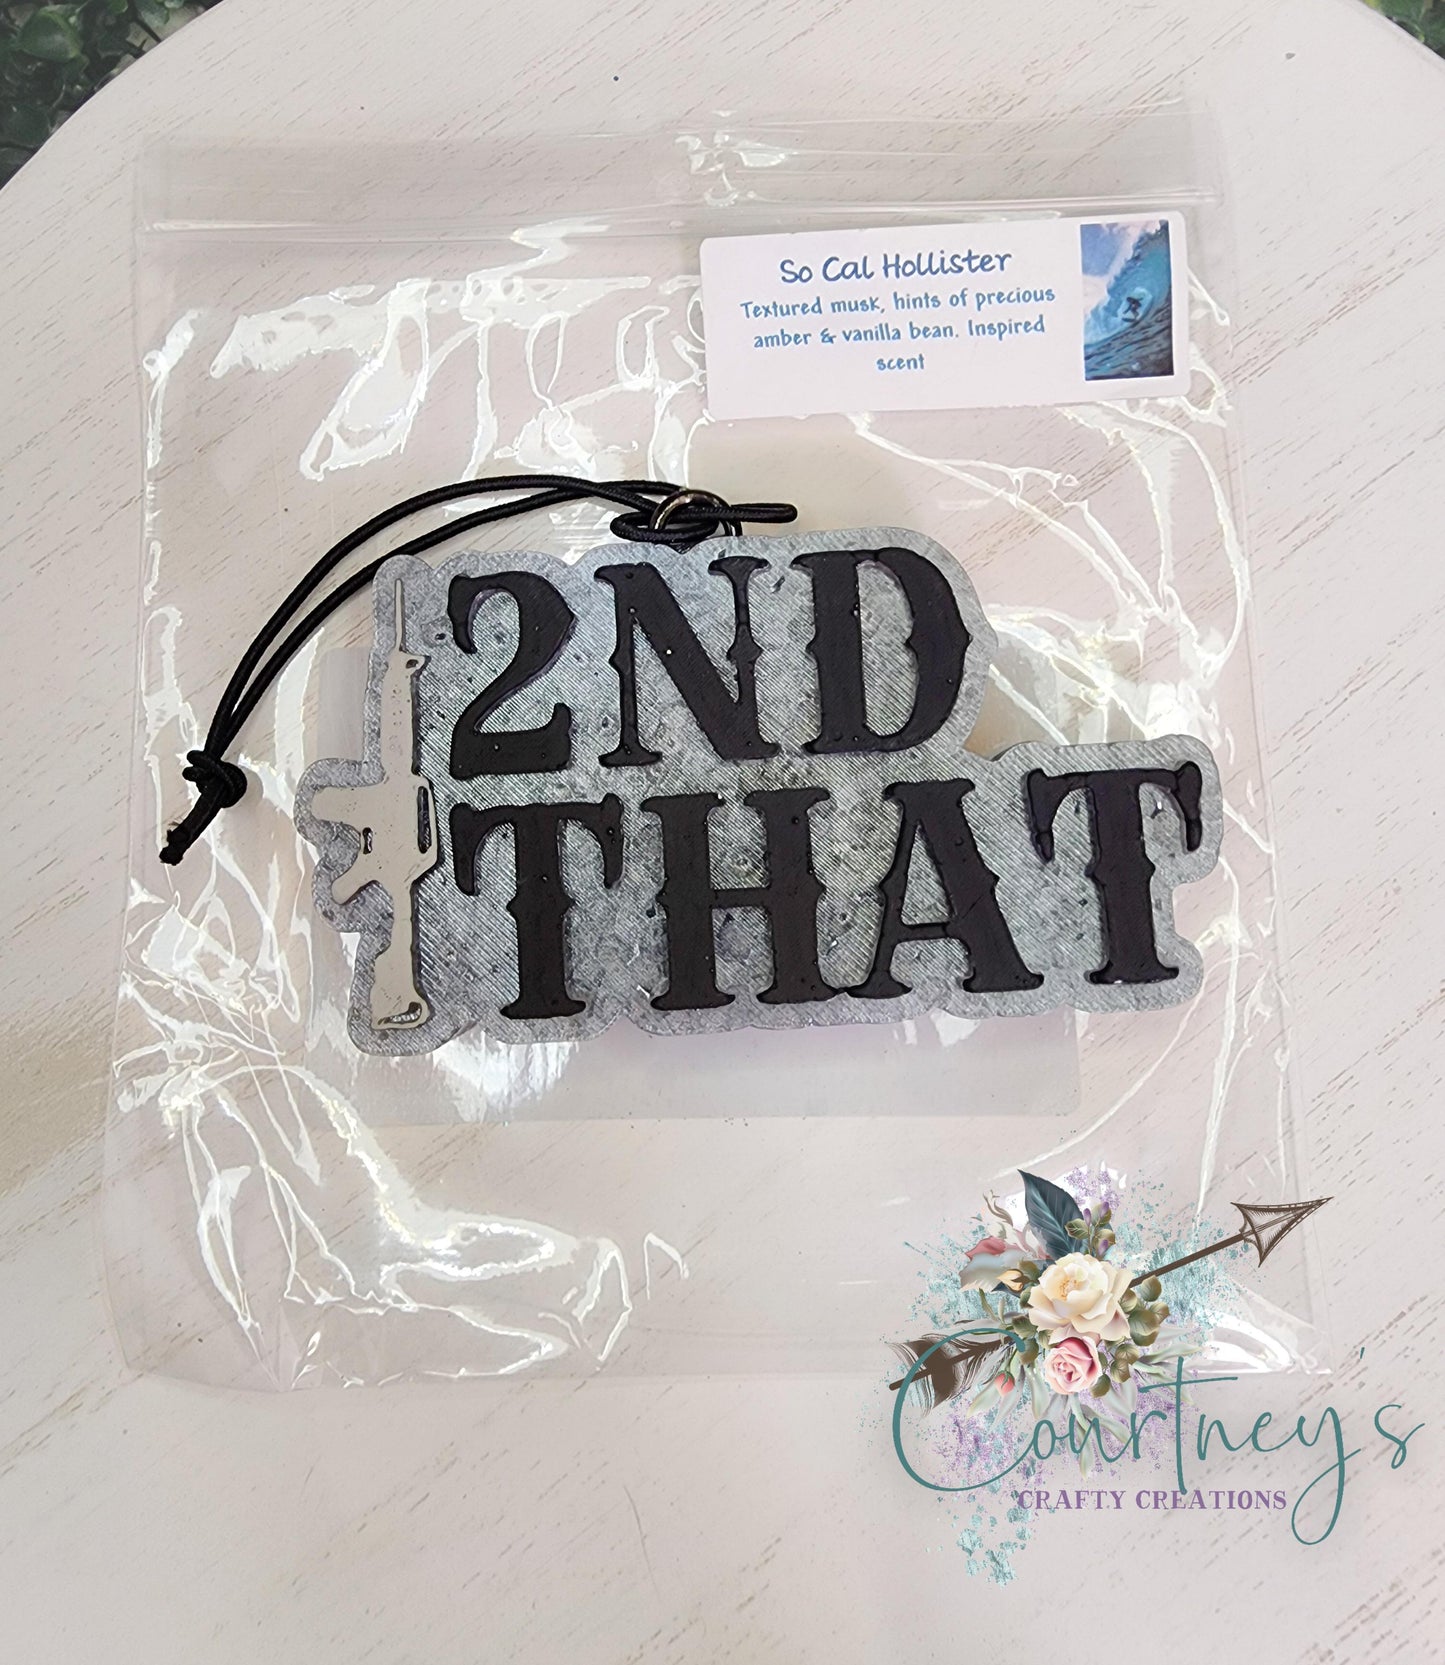 So Cal Hollister
Textured musk, hints of precious
amber & vanilla bean. Inspired
scent
2ND
THAT
Courtney's
CRAFTY CREATIONS